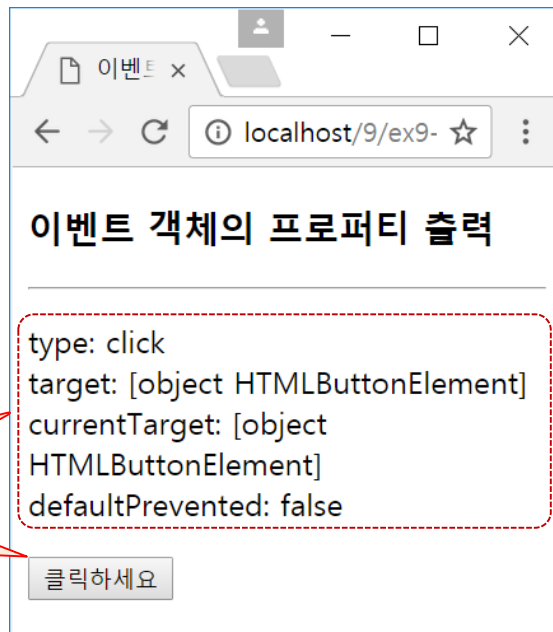 이벤트
localhost/9/ex9-
이벤트 객체의 프로퍼티 출력
type: click
target: [object HTMLButtonElement]
currentTarget: [object
HTMLButtonElement]
defaultPrevented: false
클릭하세요